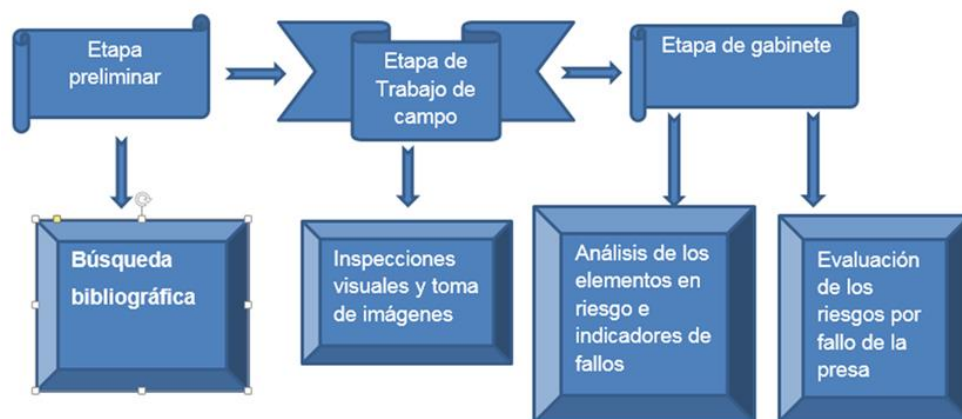 Etapa
preliminar
Etapa de
Trabajo de
campo
Etapa de gabinete
Búsqueda
bibliográfica
Inspecciones
visuales y toma
de imágenes
Análisis de los
elementos en
riesgo e
indicadores de
fallos
Evaluación
de los
riesgos por
fallo de la
presa